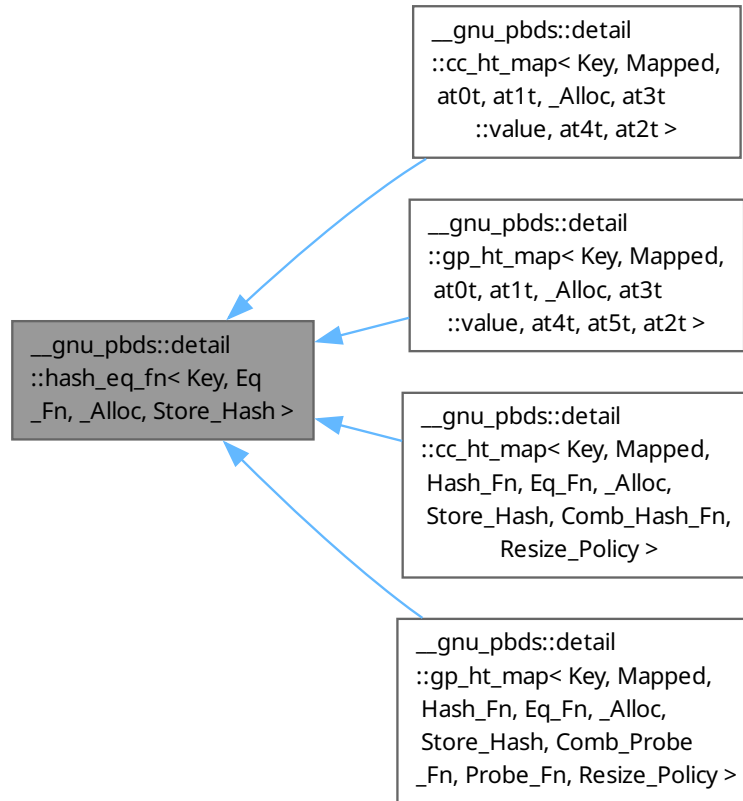 __gnu_pbds::detail
::cc_ht_map< Key, Mapped,
at0t, at1t, _Alloc, at3t
::value, at4t, at2t >
__gnu_pbds::detail
::gp_ht_map< Key, Mapped,
at0t, at1t, _Alloc, at3t
::value, at4t, at5t, at2t >
__gnu_pbds::detail
::hash_eq_fn< Key, Eq
_Fn, _Alloc, Store_Hash >
__gnu_pbds::detail
::cc_ht_map< Key, Mapped,
Hash_Fn, Eq_Fn, _Alloc,
Store_Hash, Comb_Hash_Fn,
Resize_Policy >
__gnu_pbds::detail
::gp_ht_map< Key, Mapped,
Hash_Fn, Eq_Fn, _Alloc,
Store_Hash, Comb_Probe
_Fn, Probe_Fn, Resize_Policy >